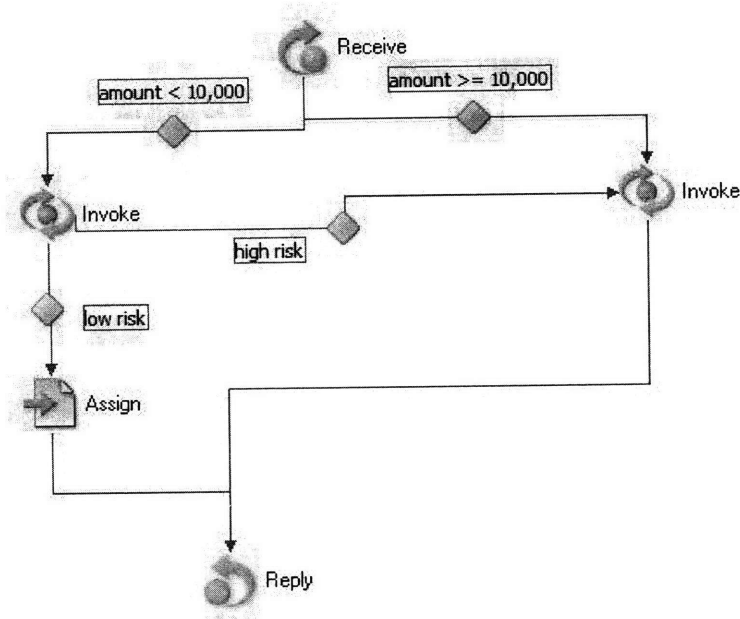 Receive
amount < 10,000
amount >= 10,000
Invoke
Invoke
high risk
low risk
Assign
Reply